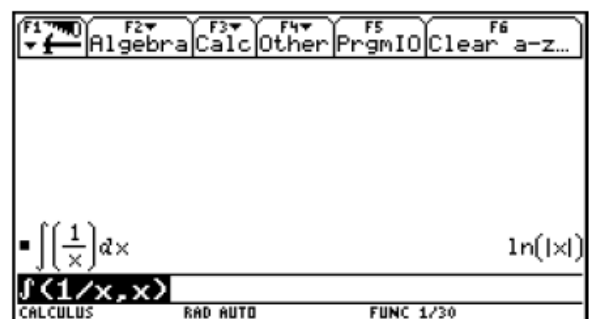 F1 F2 Algebra F3 Calc F4 Other F5 PrgmIO F6 Clear a-z…
∫(1/x)dx ln(|x|)
∫(1/x,x)
CALCULUS RAD AUTO FUNC 1/30